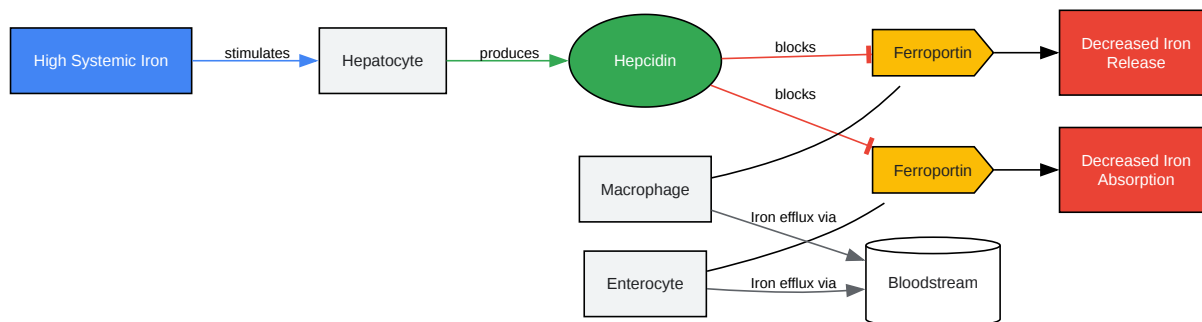 High Systemic Iron
stimulates
Hepatocyte
produces
Hepcidin
blocks
Ferroportin
Decreased Iron
Release
blocks
Ferroportin
Decreased Iron
Absorption
Macrophage
Iron efflux via
Enterocyte
Iron efflux via
Bloodstream